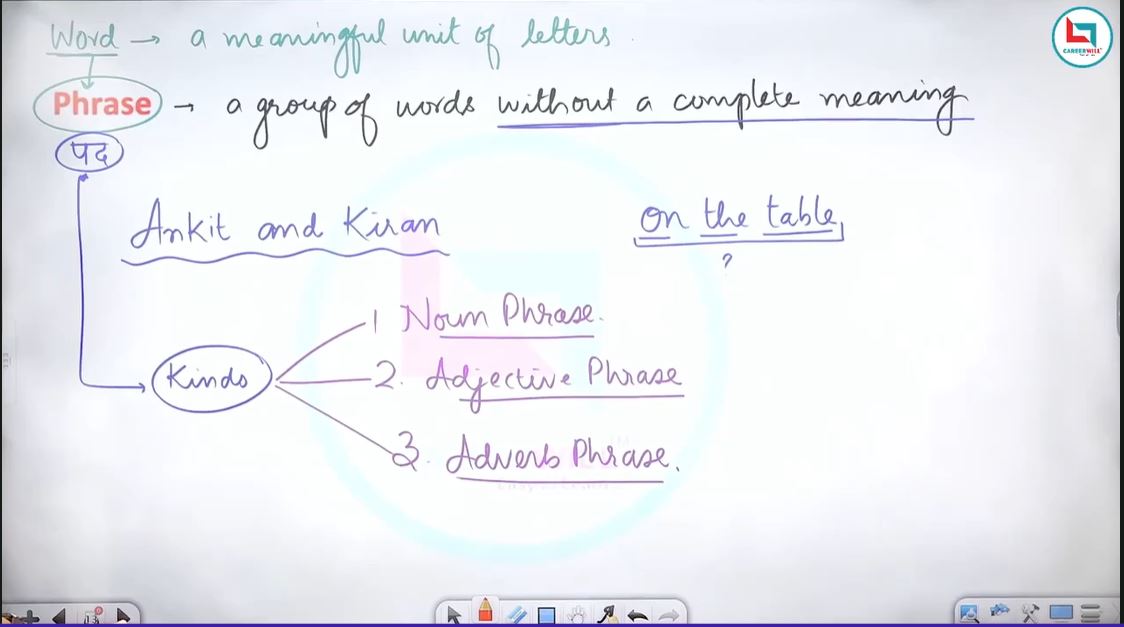 Word → a meaningful unit of letters.
Phrase → a group of words without a complete meaning
पद
Ankit and Kiran
on the table,
?
Kinds
1 Noun Phrase.
2. Adjective Phrase
3. Adverb Phrase.
CAREERWILL